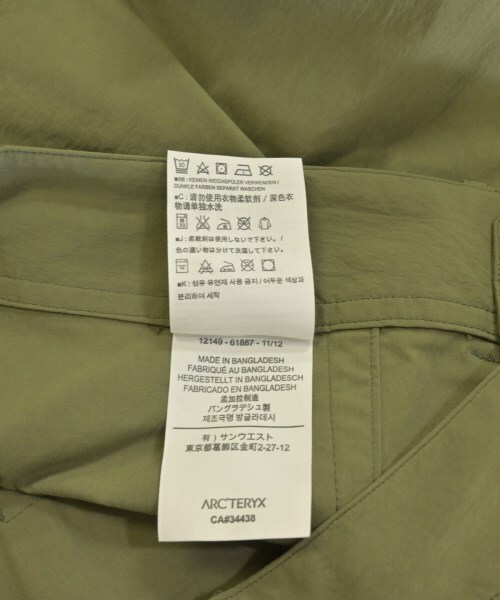 30
■DE: KEINEN WEICHSPÜLER VERWENDEN /
DUNKLE FARBEN SEPARAT WASCHEN
■C: 请勿使用衣物柔软剂 / 深色衣
物请单独水洗
■J: 柔軟剤は使用しないで下さい。/
色の濃い物は分けて洗濯して下さい。
■K: 섬유 유연제 사용 금지 / 어두운 색상과
분리하여 세탁
12149 - 61887 - 11/12
MADE IN BANGLADESH
FABRIQUÉ AU BANGLADESH
HERGESTELLT IN BANGLADESCH
FABRICADO EN BANGLADESH
孟加拉制造
バングラデシュ製
제조국명 방글라데시
有) サンウエスト
東京都葛飾区金町2-27-12
ARC'TERYX
CA#34438